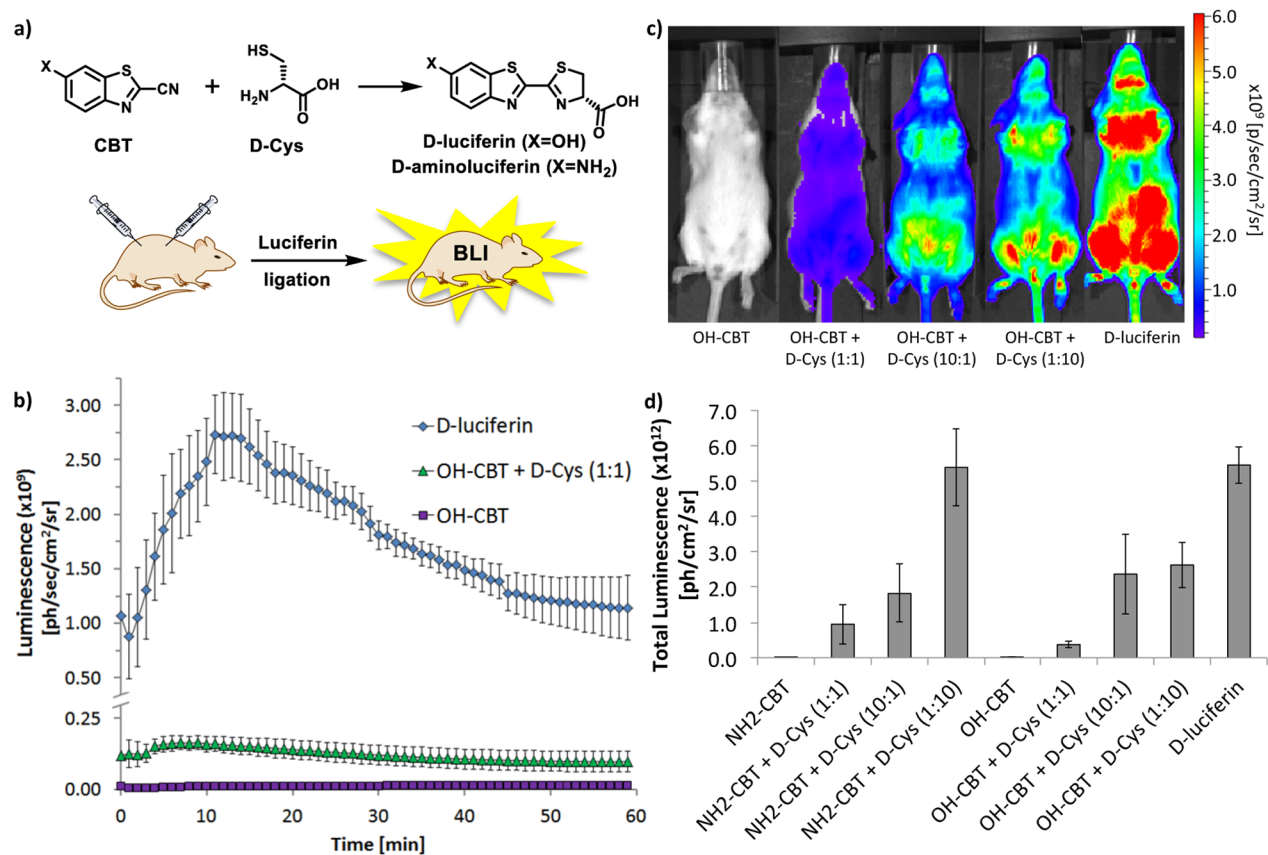 a)
X
S
N
CN
CBT
+
HS
H2N
OH
O
D-Cys
X
S
N
S
N
OH
O
D-luciferin (X=OH)
D-aminoluciferin (X=NH2)
Luciferin
ligation
BLI
b)
Luminescence (x10⁹)
[ph/sec/cm²/sr]
3.00
2.50
2.00
1.50
1.00
0.50
0.25
0.00
0
10
20
30
40
50
60
Time [min]
D-luciferin
OH-CBT + D-Cys (1:1)
OH-CBT
c)
OH-CBT
OH-CBT +
D-Cys (1:1)
OH-CBT +
D-Cys (10:1)
OH-CBT +
D-Cys (1:10)
D-luciferin
6.0
5.0
4.0
3.0
2.0
1.0
x10⁹ [p/sec/cm²/sr]
d)
Total Luminescence (x10¹²)
[ph/cm²/sr]
7.0
6.0
5.0
4.0
3.0
2.0
1.0
0.0
NH2-CBT
NH2-CBT + D-Cys (1:1)
NH2-CBT + D-Cys (10:1)
NH2-CBT + D-Cys (1:10)
OH-CBT
OH-CBT + D-Cys (1:1)
OH-CBT + D-Cys (10:1)
OH-CBT + D-Cys (1:10)
D-luciferin